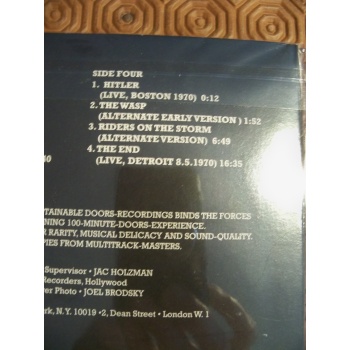 SIDE FOUR
1. HITLER
(LIVE, BOSTON 1970) 0:12
2. THE WASP
(ALTERNATE EARLY VERSION ) 1:52
3. RIDERS ON THE STORM
(ALTERNATE VERSION) 6:49
4. THE END
(LIVE, DETROIT 8.5.1970) 16:35
TAINABLE DOORS-RECORDINGS BINDS THE FORCES
NING 100-MINUTE-DOORS-EXPERIENCE.
R RARITY, MUSICAL DELICACY AND SOUND-QUALITY.
PIES FROM MULTITRACK-MASTERS.
Supervisor • JAC HOLZMAN
Recorders, Hollywood
er Photo • JOEL BRODSKY
rk, N.Y. 10019 •2, Dean Street • London W. 1